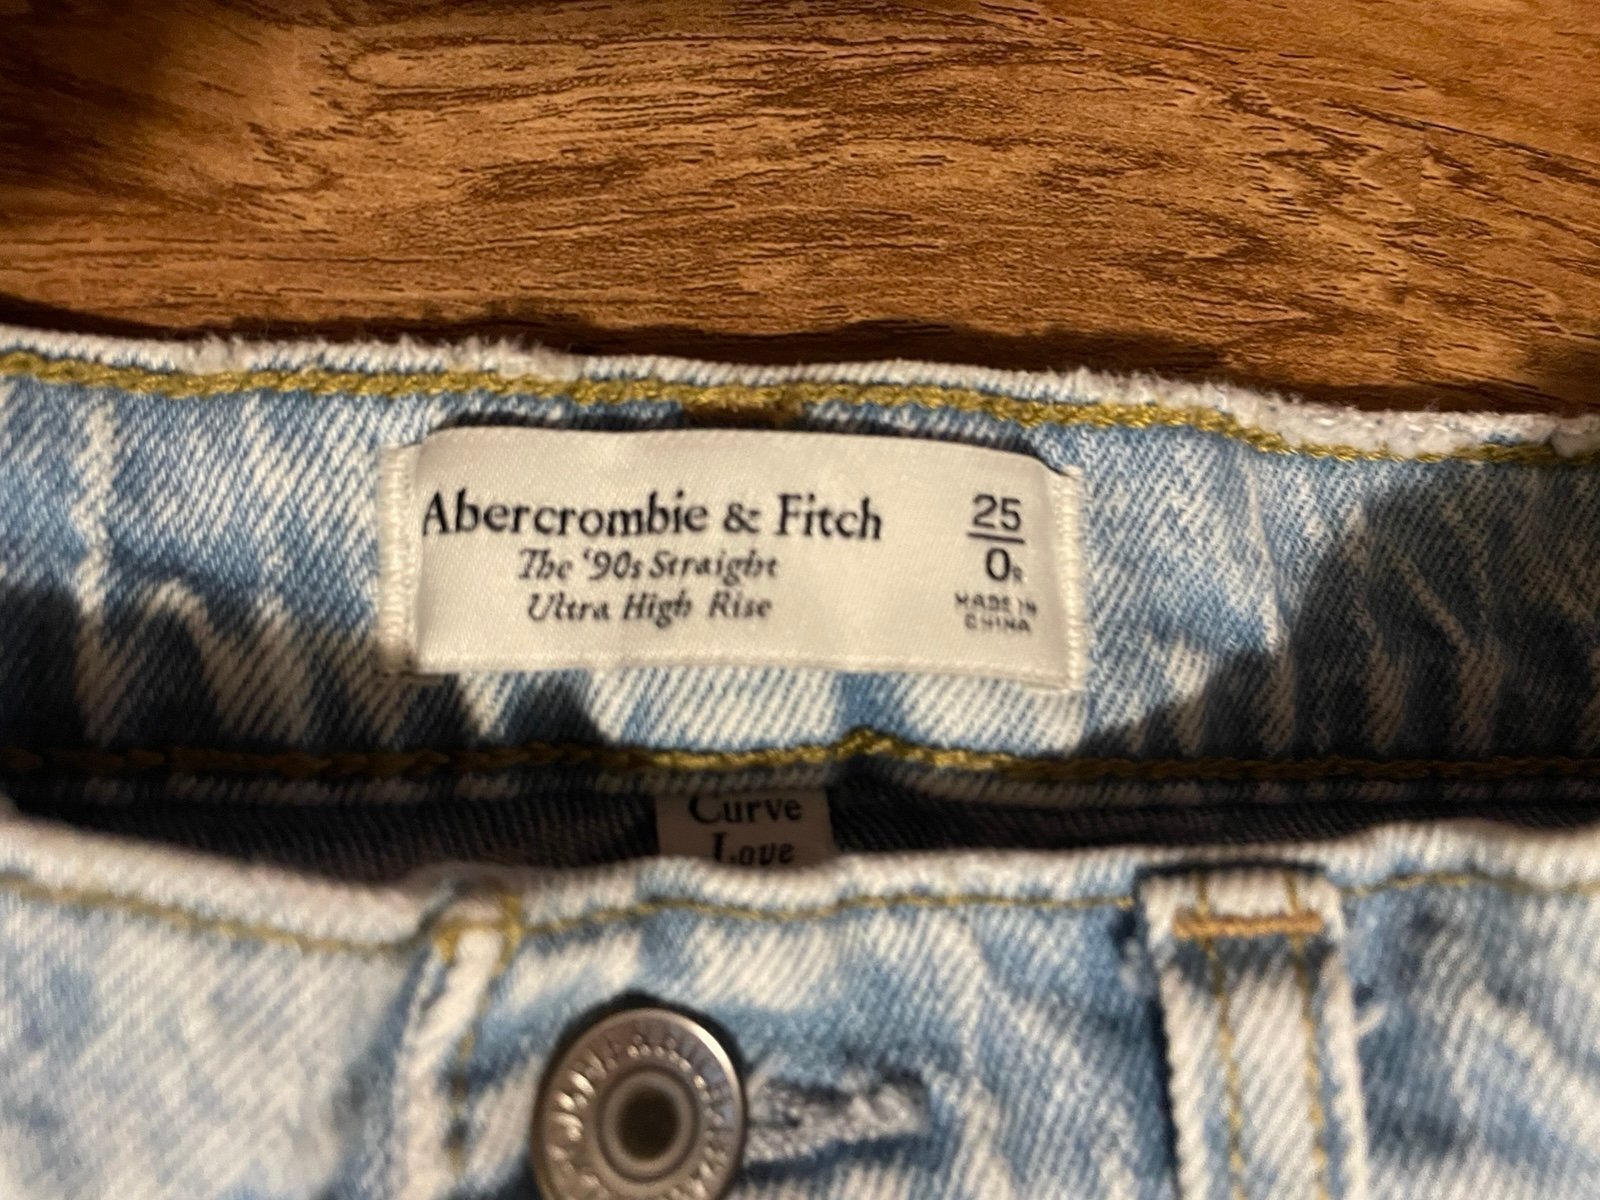 Abercrombie & Fitch
The '90s Straight
Ultra High Rise
25
0R
MADE IN
CHINA
Curve
Love